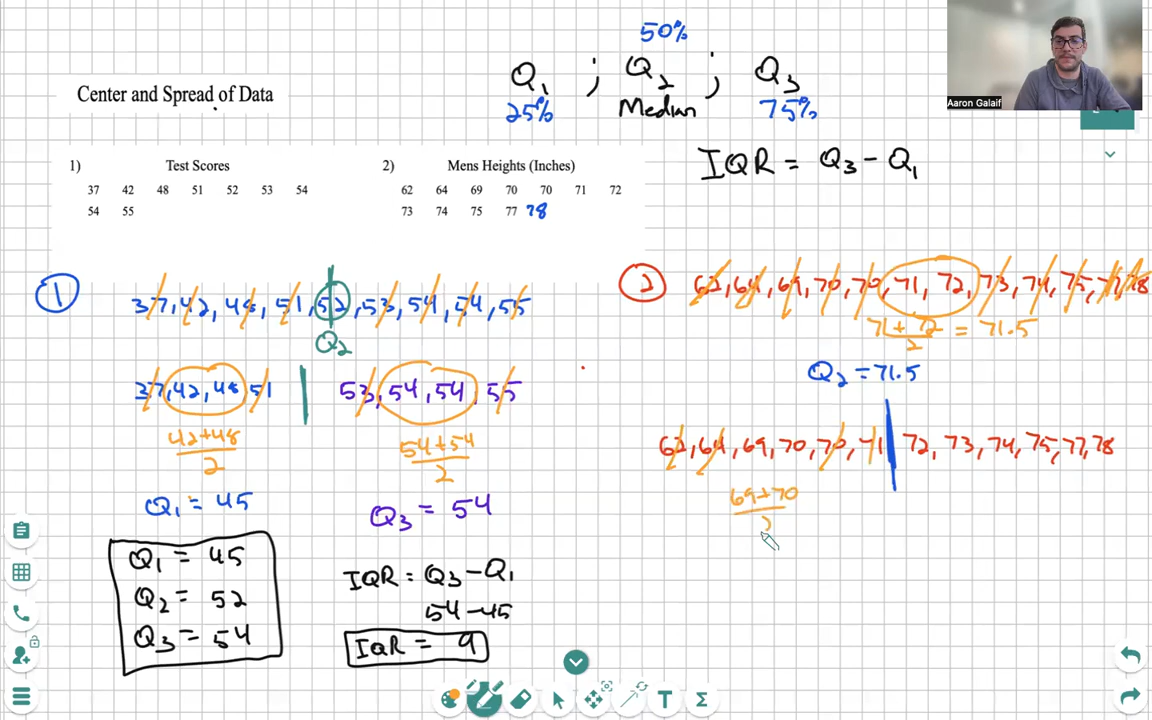 50%
Q₁ ; Q₂ ; Q₃
25% Median 75%
Aaron Galaif
Center and Spread of Data
IQR = Q₃ - Q₁
1) Test Scores
37 42 48 51 52 53 54
54 55
2) Mens Heights (Inches)
62 64 69 70 70 71 72
73 74 75 77 78
1
37, 42, 48, 51, 52, 53, 54, 54, 55
Q₂
37, 42, 48, 51 | 53, 54, 54, 55
42+48
2
54+54
2
Q₁ = 45
Q₃ = 54
Q₁ = 45
Q₂ = 52
Q₃ = 54
IQR = Q₃ - Q₁
54 - 45
IQR = 9
2
62, 64, 69, 70, 70, 71, 72, 73, 74, 75, 77, 78
71 + 72
2
= 71.5
Q₂ = 71.5
62, 64, 69, 70, 70, 71 | 72, 73, 74, 75, 77, 78
69+70
2
T Σ